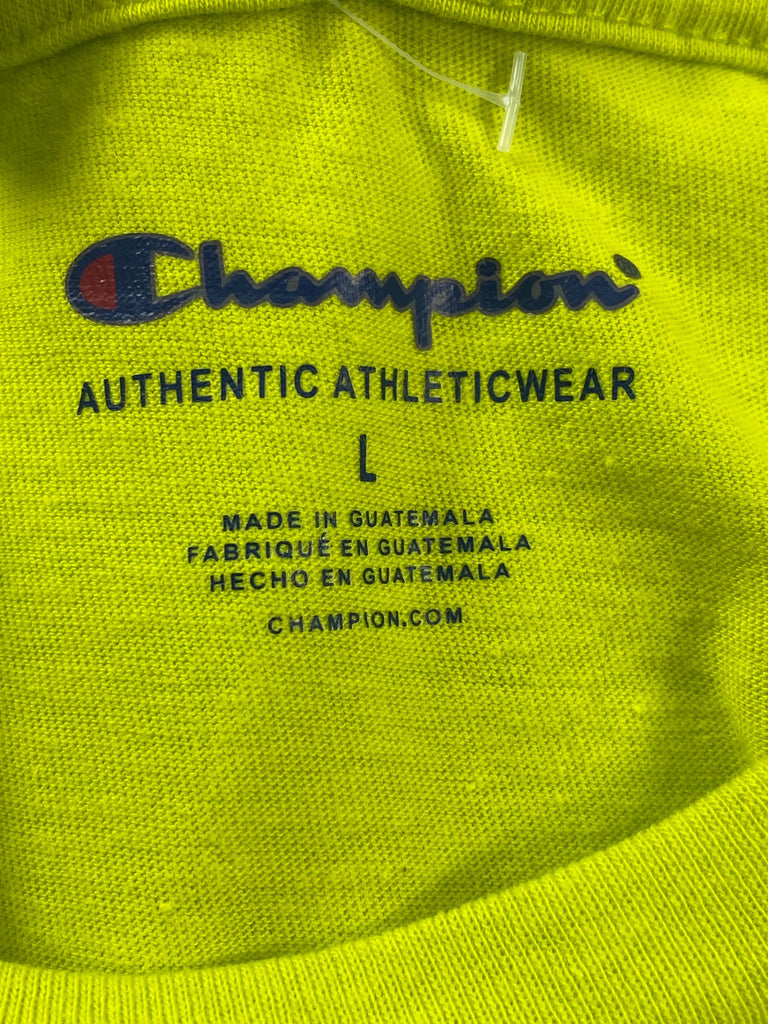 Champion
AUTHENTIC ATHLETICWEAR
L
MADE IN GUATEMALA
FABRIQUÉ EN GUATEMALA
HECHO EN GUATEMALA
CHAMPION.COM